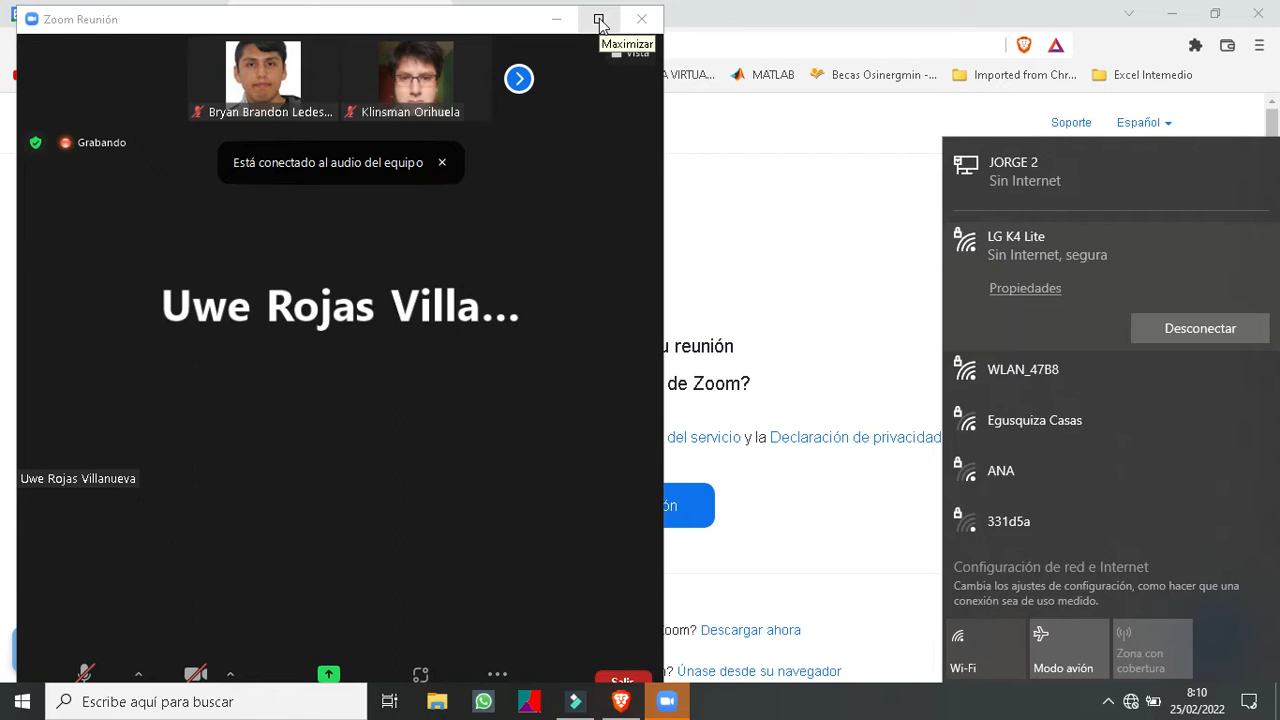 Zoom Reunión
Maximizar
Vista
Bryan Brandon Ledes...
Klinsman Orihuela
Grabando
Está conectado al audio del equipo
Uwe Rojas Villa...
Uwe Rojas Villanueva
Salir
A VIRTUA...
MATLAB
Becas Osinergmin - ...
Imported from Chr...
Excel Intermedio
Soporte
Español
u reunión
de Zoom?
del servicio y la Declaración de privacidad
ón
Zoom? Descargar ahora
? Únase desde su navegador
JORGE 2
Sin Internet
LG K4 Lite
Sin Internet, segura
Propiedades
Desconectar
WLAN_47B8
Egusquiza Casas
ANA
331d5a
Configuración de red e Internet
Cambia los ajustes de configuración, como hacer que una
conexión sea de uso medido.
Wi-Fi
Modo avión
Zona con
cobertura
Escribe aquí para buscar
8:10
25/02/2022